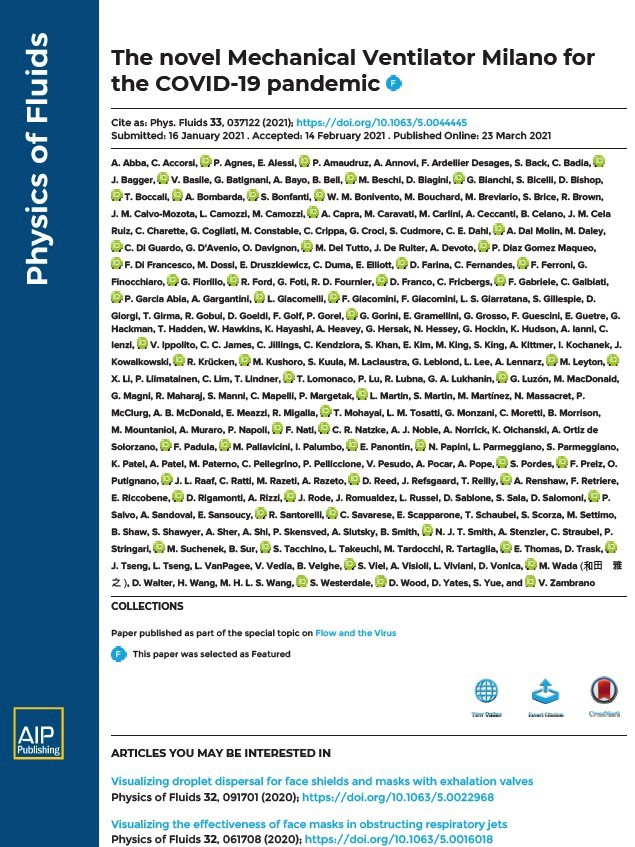 Physics of Fluids
The novel Mechanical Ventilator Milano for
the COVID-19 pandemic F
Cite as: Phys. Fluids 33, 037122 (2021); https://doi.org/10.1063/5.0044445
Submitted: 16 January 2021 . Accepted: 14 February 2021 . Published Online: 23 March 2021
A. Abba, C. Accorsi, P. Agnes, E. Alessi, P. Amaudruz, A. Annovi, F. Ardellier Desages, S. Back, C. Badia,
J. Bagger, V. Basile, G. Batignani, A. Bayo, B. Bell, M. Beschi, D. Biagini, G. Bianchi, S. Bicelli, D. Bishop,
T. Boccali, A. Bombarda, S. Bonfanti, W. M. Bonivento, M. Bouchard, M. Breviario, S. Brice, R. Brown,
J. M. Calvo-Mozota, L. Camozzi, M. Camozzi, A. Capra, M. Caravati, M. Carlini, A. Ceccanti, B. Celano, J. M. Cela
Ruiz, C. Charette, G. Cogliati, M. Constable, C. Crippa, G. Croci, S. Cudmore, C. E. Dahl, A. Dal Molin, M. Daley,
C. Di Guardo, G. D'Avenio, O. Davignon, M. Del Tutto, J. De Ruiter, A. Devoto, P. Diaz Gomez Maqueo,
F. Di Francesco, M. Dossi, E. Druszkiewicz, C. Duma, E. Elliott, D. Farina, C. Fernandes, F. Ferroni, G.
Finocchiaro, G. Fiorillo, R. Ford, G. Foti, R. D. Fournier, D. Franco, C. Fricbergs, F. Gabriele, C. Galbiati,
P. Garcia Abia, A. Gargantini, L. Giacomelli, F. Giacomini, F. Giacomini, L. S. Giarratana, S. Gillespie, D.
Giorgi, T. Girma, R. Gobui, D. Goeldi, F. Golf, P. Gorel, G. Gorini, E. Gramellini, G. Grosso, F. Guescini, E. Guetre, G.
Hackman, T. Hadden, W. Hawkins, K. Hayashi, A. Heavey, G. Hersak, N. Hessey, G. Hockin, K. Hudson, A. Ianni, C.
Ienzi, V. Ippolito, C. C. James, C. Jillings, C. Kendziora, S. Khan, E. Kim, M. King, S. King, A. Kittmer, I. Kochanek, J.
Kowalkowski, R. Krücken, M. Kushoro, S. Kuula, M. Laclaustra, G. Leblond, L. Lee, A. Lennarz, M. Leyton,
X. Li, P. Liimatainen, C. Lim, T. Lindner, T. Lomonaco, P. Lu, R. Lubna, G. A. Lukhanin, G. Luzón, M. MacDonald,
G. Magni, R. Maharaj, S. Manni, C. Mapelli, P. Margetak, L. Martin, S. Martin, M. Martínez, N. Massacret, P.
McClurg, A. B. McDonald, E. Meazzi, R. Migalla, T. Mohayai, L. M. Tosatti, G. Monzani, C. Moretti, B. Morrison,
M. Mountaniol, A. Muraro, P. Napoli, F. Nati, C. R. Natzke, A. J. Noble, A. Norrick, K. Olchanski, A. Ortiz de
Solorzano, F. Padula, M. Pallavicini, I. Palumbo, E. Panontin, N. Papini, L. Parmeggiano, S. Parmeggiano,
K. Patel, A. Patel, M. Paterno, C. Pellegrino, P. Pelliccione, V. Pesudo, A. Pocar, A. Pope, S. Pordes, F. Prelz, O.
Putignano, J. L. Raaf, C. Ratti, M. Razeti, A. Razeto, D. Reed, J. Refsgaard, T. Reilly, A. Renshaw, F. Retriere,
E. Riccobene, D. Rigamonti, A. Rizzi, J. Rode, J. Romualdez, L. Russel, D. Sablone, S. Sala, D. Salomoni, P.
Salvo, A. Sandoval, E. Sansoucy, R. Santorelli, C. Savarese, E. Scapparone, T. Schaubel, S. Scorza, M. Settimo,
B. Shaw, S. Shawyer, A. Sher, A. Shi, P. Skensved, A. Slutsky, B. Smith, N. J. T. Smith, A. Stenzler, C. Straubel, P.
Stringari, M. Suchenek, B. Sur, S. Tacchino, L. Takeuchi, M. Tardocchi, R. Tartaglia, E. Thomas, D. Trask,
J. Tseng, L. Tseng, L. VanPagee, V. Vedia, B. Velghe, S. Viel, A. Visioli, L. Viviani, D. Vonica, M. Wada (和田 雅
之), D. Walter, H. Wang, M. H. L. S. Wang, S. Westerdale, D. Wood, D. Yates, S. Yue, and V. Zambrano
COLLECTIONS
Paper published as part of the special topic on Flow and the Virus
F This paper was selected as Featured
View Online
Export Citation
CrossMark
AIP
Publishing
ARTICLES YOU MAY BE INTERESTED IN
Visualizing droplet dispersal for face shields and masks with exhalation valves
Physics of Fluids 32, 091701 (2020); https://doi.org/10.1063/5.0022968
Visualizing the effectiveness of face masks in obstructing respiratory jets
Physics of Fluids 32, 061708 (2020); https://doi.org/10.1063/5.0016018